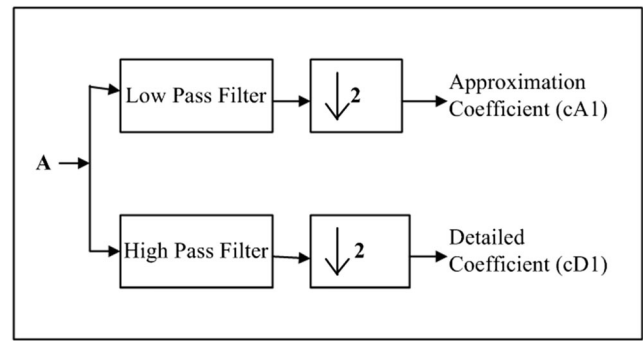 Low Pass Filter
↓2
Approximation
Coefficient (cA1)
A
High Pass Filter
↓2
Detailed
Coefficient (cD1)